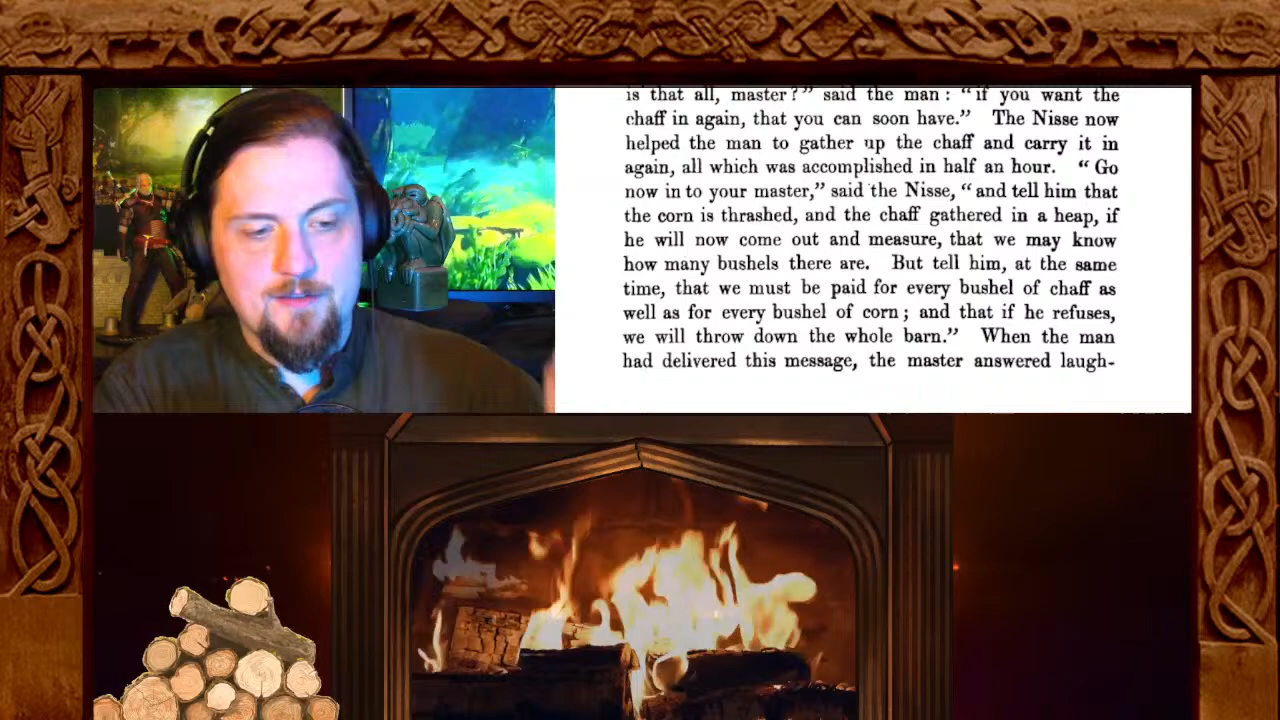 is that all, master?” said the man: “if you want the
chaff in again, that you can soon have.” The Nisse now
helped the man to gather up the chaff and carry it in
again, all which was accomplished in half an hour. “Go
now in to your master,” said the Nisse, “and tell him that
the corn is thrashed, and the chaff gathered in a heap, if
he will now come out and measure, that we may know
how many bushels there are. But tell him, at the same
time, that we must be paid for every bushel of chaff as
well as for every bushel of corn; and that if he refuses,
we will throw down the whole barn.” When the man
had delivered this message, the master answered laugh-